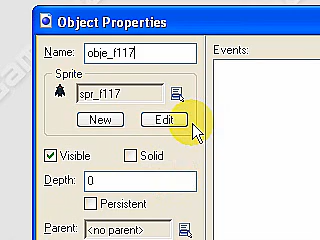 Object Properties
Name: obje_f117
Events:
Sprite
spr_f117
New Edit
Visible Solid
Depth: 0
Persistent
Parent: <no parent>